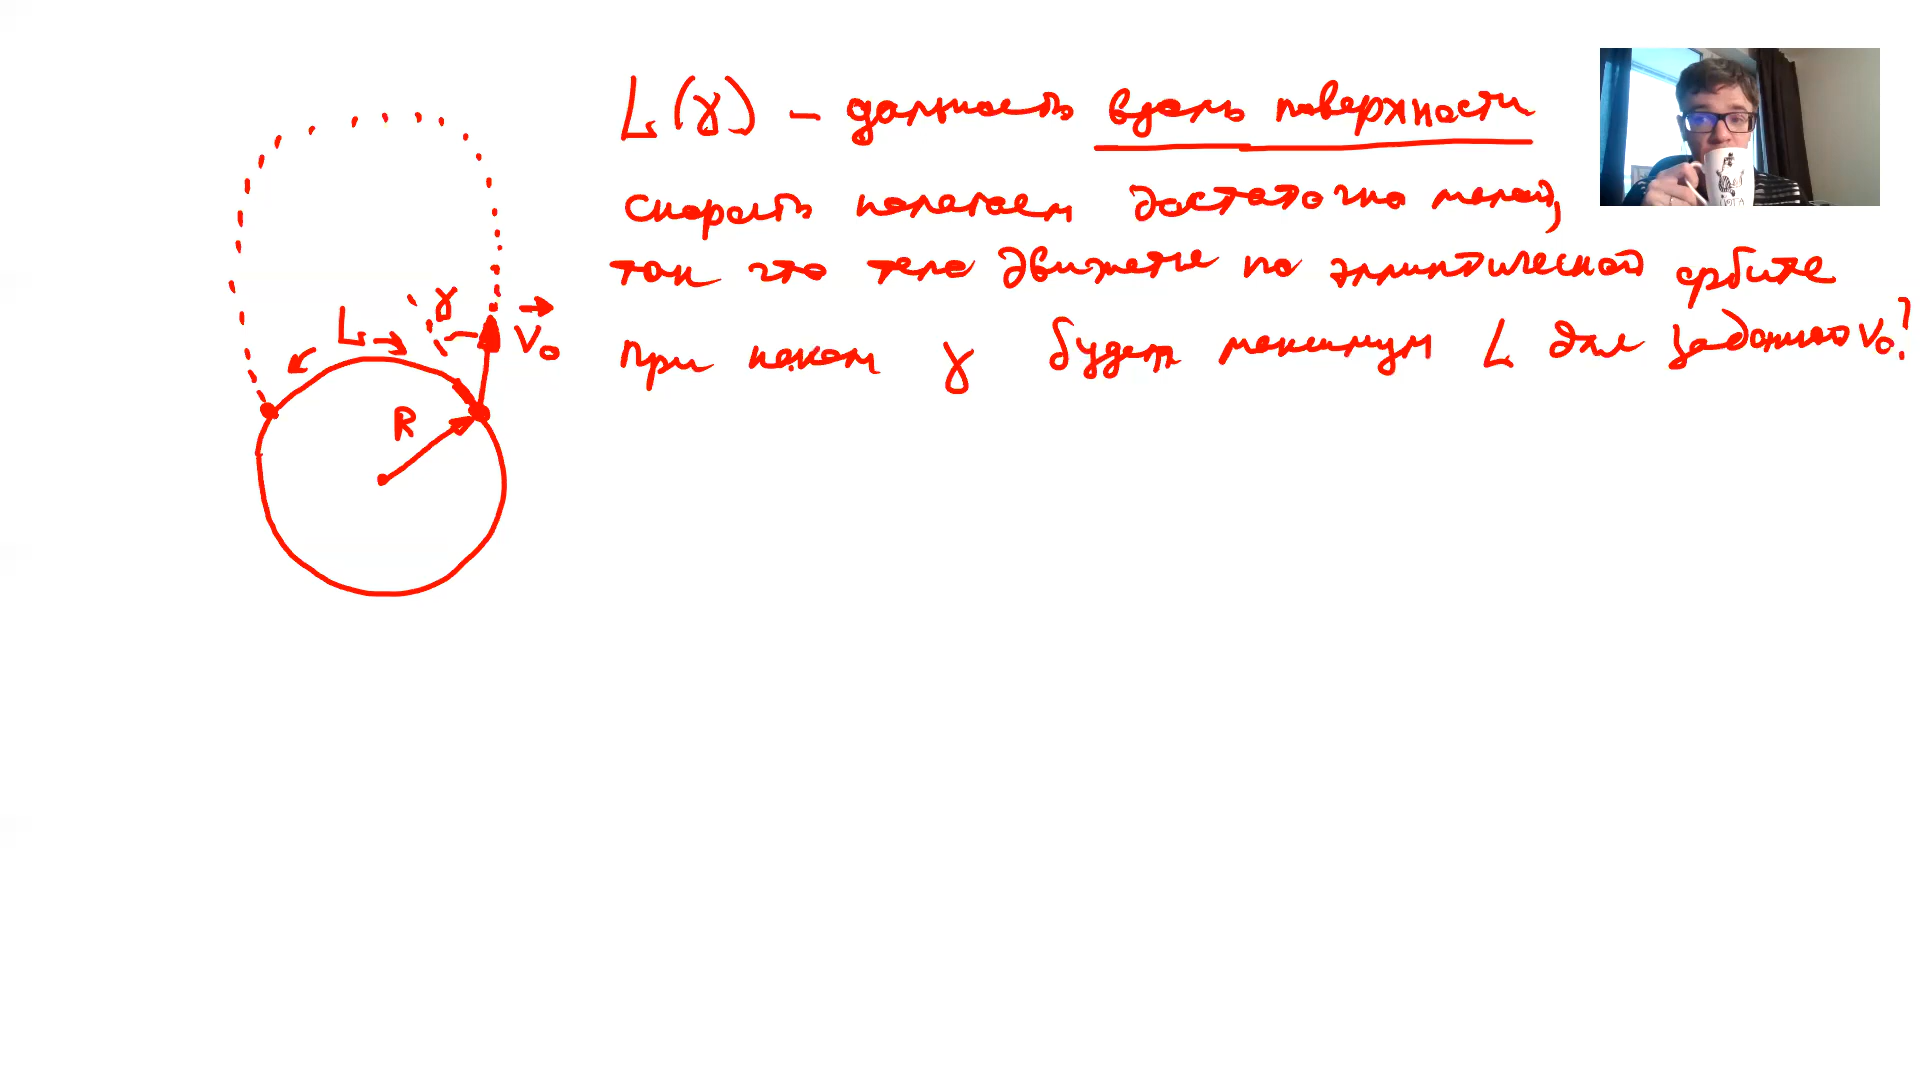 L(γ) – дальность вдоль поверхности
скорость полагаем достаточно малой,
так что тело движется по эллиптической орбите
при каком γ будет максимум L для заданного v₀?
γ
L
v₀
R